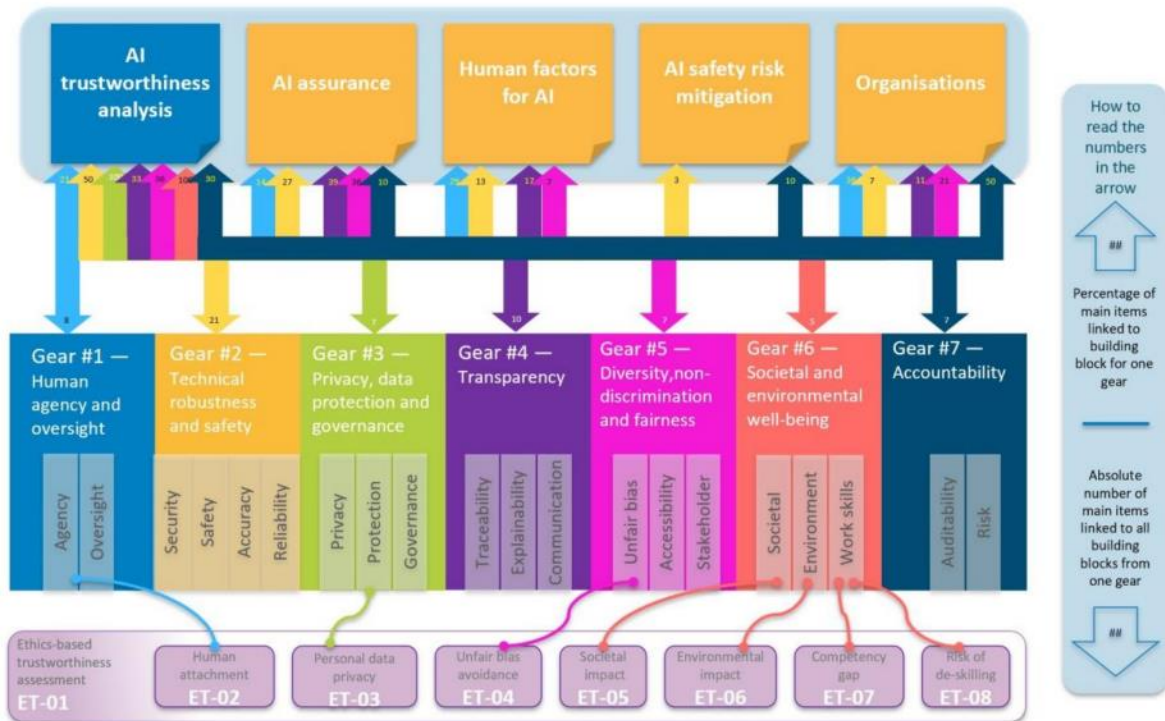 AI
trustworthiness
analysis
AI assurance
Human factors
for AI
AI safety risk
mitigation
Organisations
50
33
30
27
39
10
13
17
3
10
7
11
21
50
8
21
7
10
7
5
7
Gear #1 —
Human
agency and
oversight
Gear #2 —
Technical
robustness
and safety
Gear #3 —
Privacy, data
protection and
governance
Gear #4 —
Transparency
Gear #5 —
Diversity,non-
discrimination
and fairness
Gear #6 —
Societal and
environmental
well-being
Gear #7 —
Accountability
Agency
Oversight
Security
Safety
Accuracy
Reliability
Privacy
Protection
Governance
Traceability
Explainability
Communication
Unfair bias
Accessibility
Stakeholder
Societal
Environment
Work skills
Auditability
Risk
Ethics-based
trustworthiness
assessment
ET-01
Human
attachment
ET-02
Personal data
privacy
ET-03
Unfair bias
avoidance
ET-04
Societal
impact
ET-05
Environmental
impact
ET-06
Competency
gap
ET-07
Risk of
de-skilling
ET-08
How to
read the
numbers
in the
arrow
##
Percentage of
main items
linked to
building
block for one
gear
Absolute
number of
main items
linked to all
building
blocks from
one gear
##